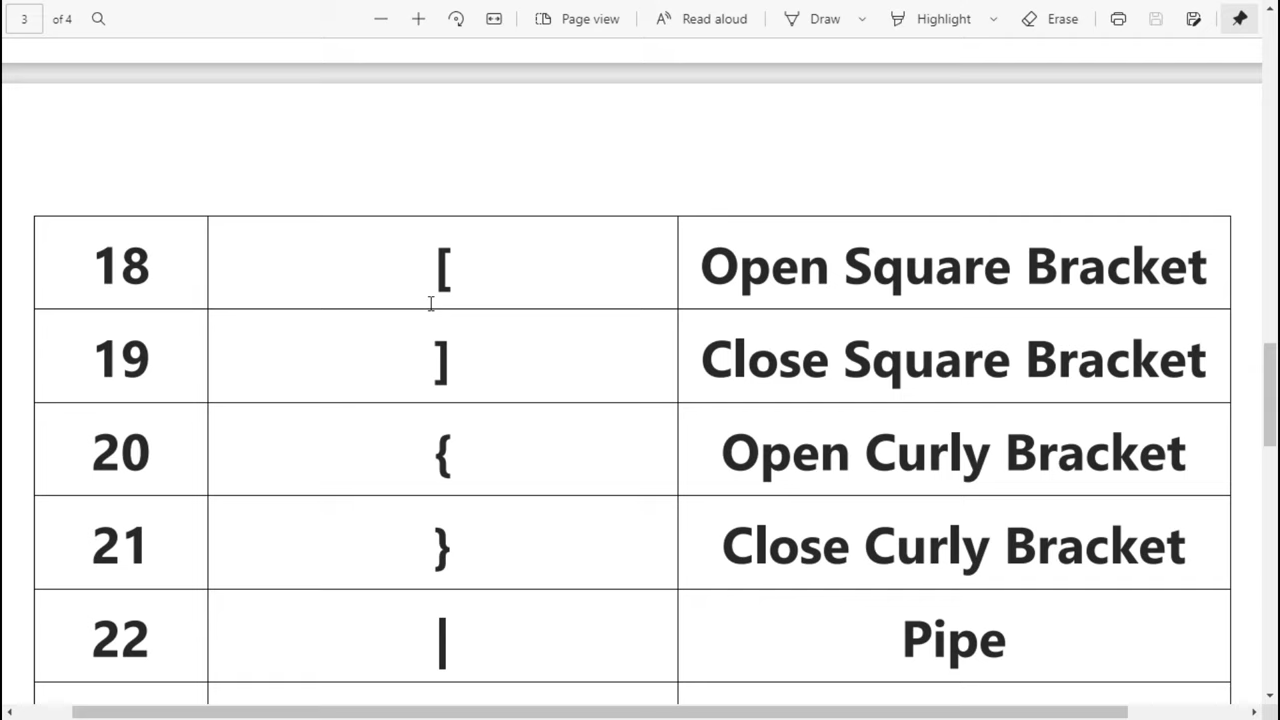 3 of 4 Page view Read aloud Draw Highlight Erase
18 [ Open Square Bracket
19 ] Close Square Bracket
20 { Open Curly Bracket
21 } Close Curly Bracket
22 | Pipe